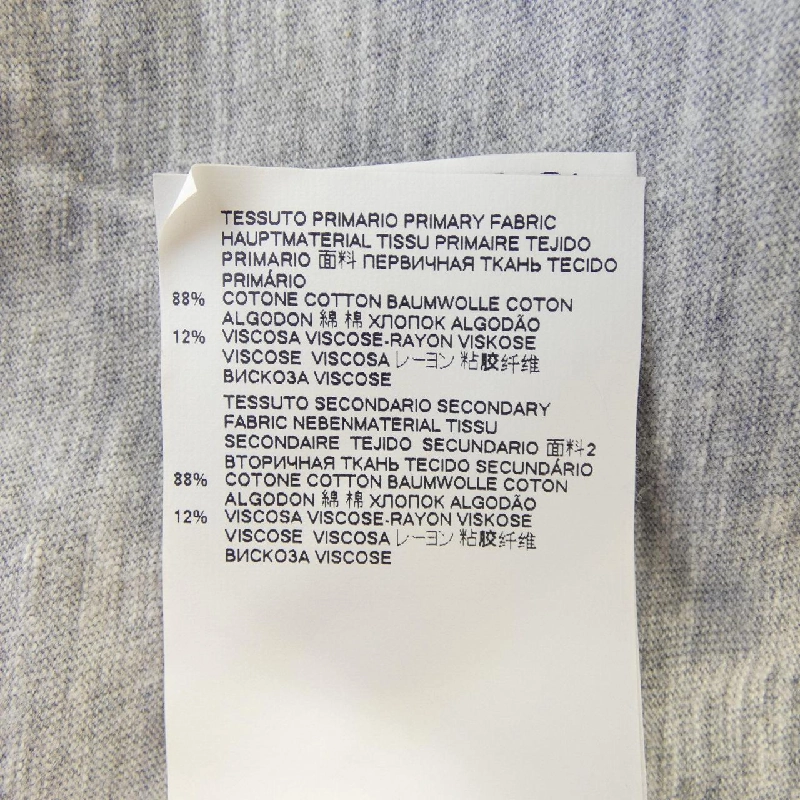 TESSUTO PRIMARIO PRIMARY FABRIC
HAUPTMATERIAL TISSU PRIMAIRE TEJIDO
PRIMARIO 面料 ПЕРВИЧНАЯ ТКАНЬ TECIDO
PRIMÁRIO
88% COTONE COTTON BAUMWOLLE COTON
ALGODON 綿 棉 ХЛОПОК ALGODÃO
12% VISCOSA VISCOSE-RAYON VISKOSE
VISCOSE VISCOSA レーヨン 粘胶纤维
ВИСКОЗА VISCOSE
TESSUTO SECONDARIO SECONDARY
FABRIC NEBENMATERIAL TISSU
SECONDAIRE TEJIDO SECUNDARIO 面料2
ВТОРИЧНАЯ ТКАНЬ TECIDO SECUNDÁRIO
88% COTONE COTTON BAUMWOLLE COTON
ALGODON 綿 棉 ХЛОПОК ALGODÃO
12% VISCOSA VISCOSE-RAYON VISKOSE
VISCOSE VISCOSA レーヨン 粘胶纤维
ВИСКОЗА VISCOSE